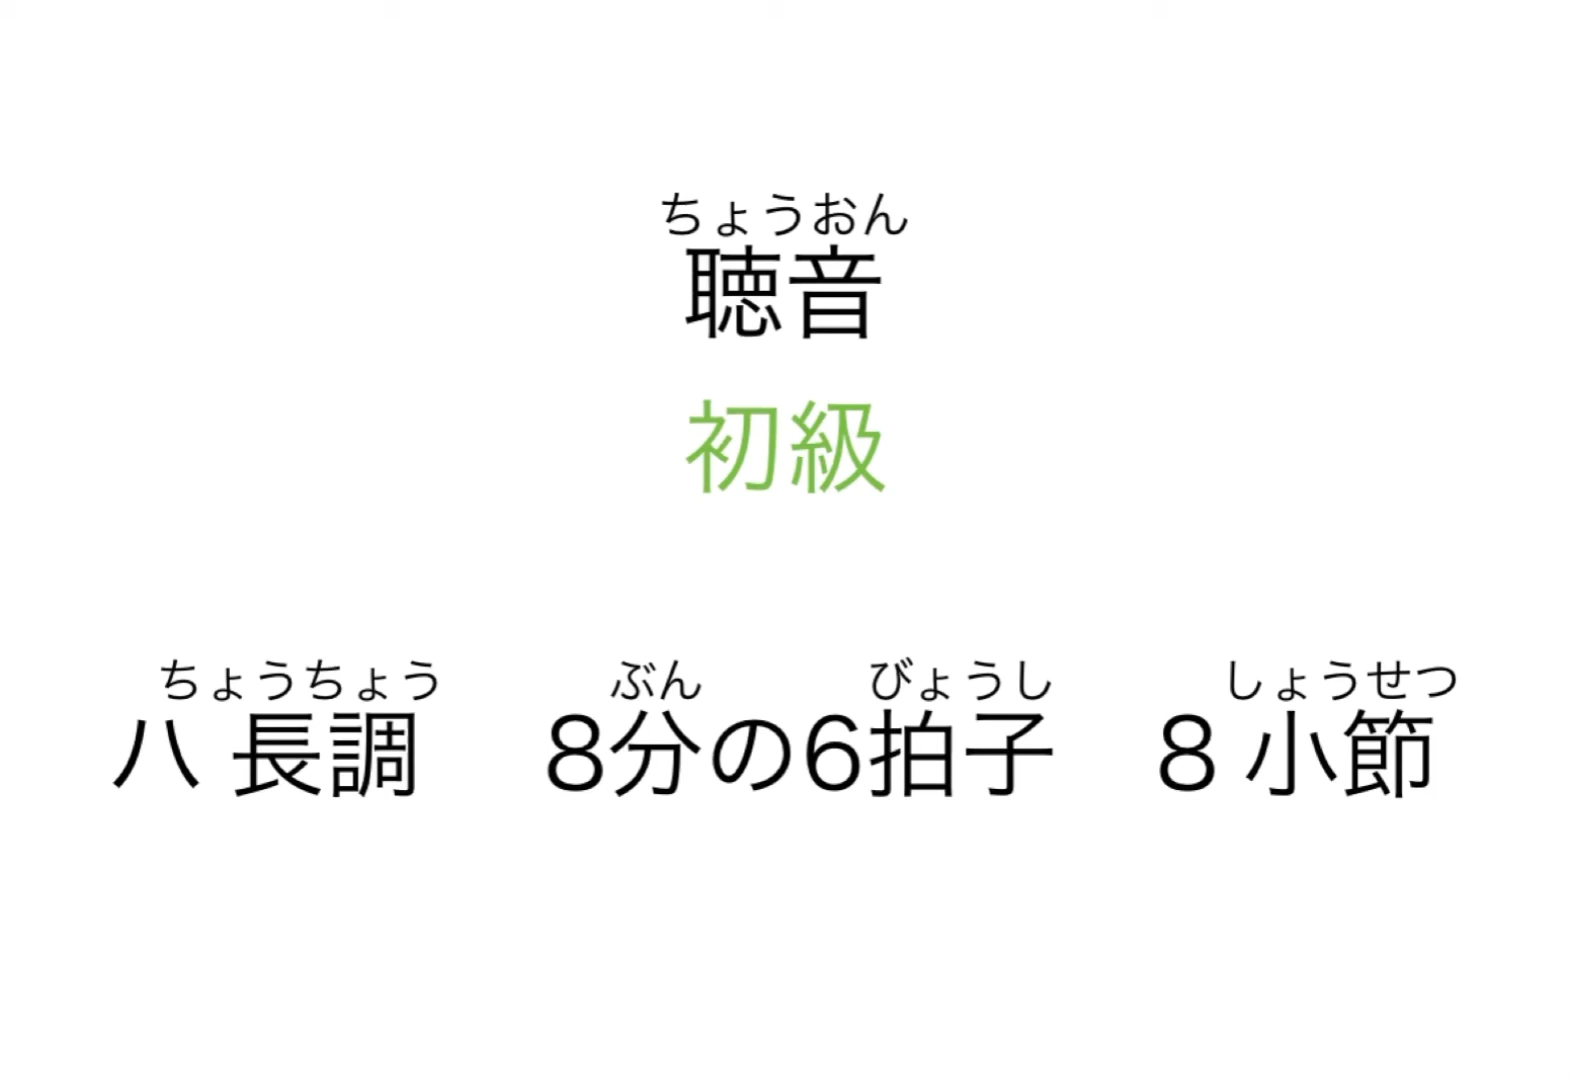 ちょうおん
聴音
初級
ちょうちょう ぶん びょうし しょうせつ
ハ長調 8分の6拍子 8小節